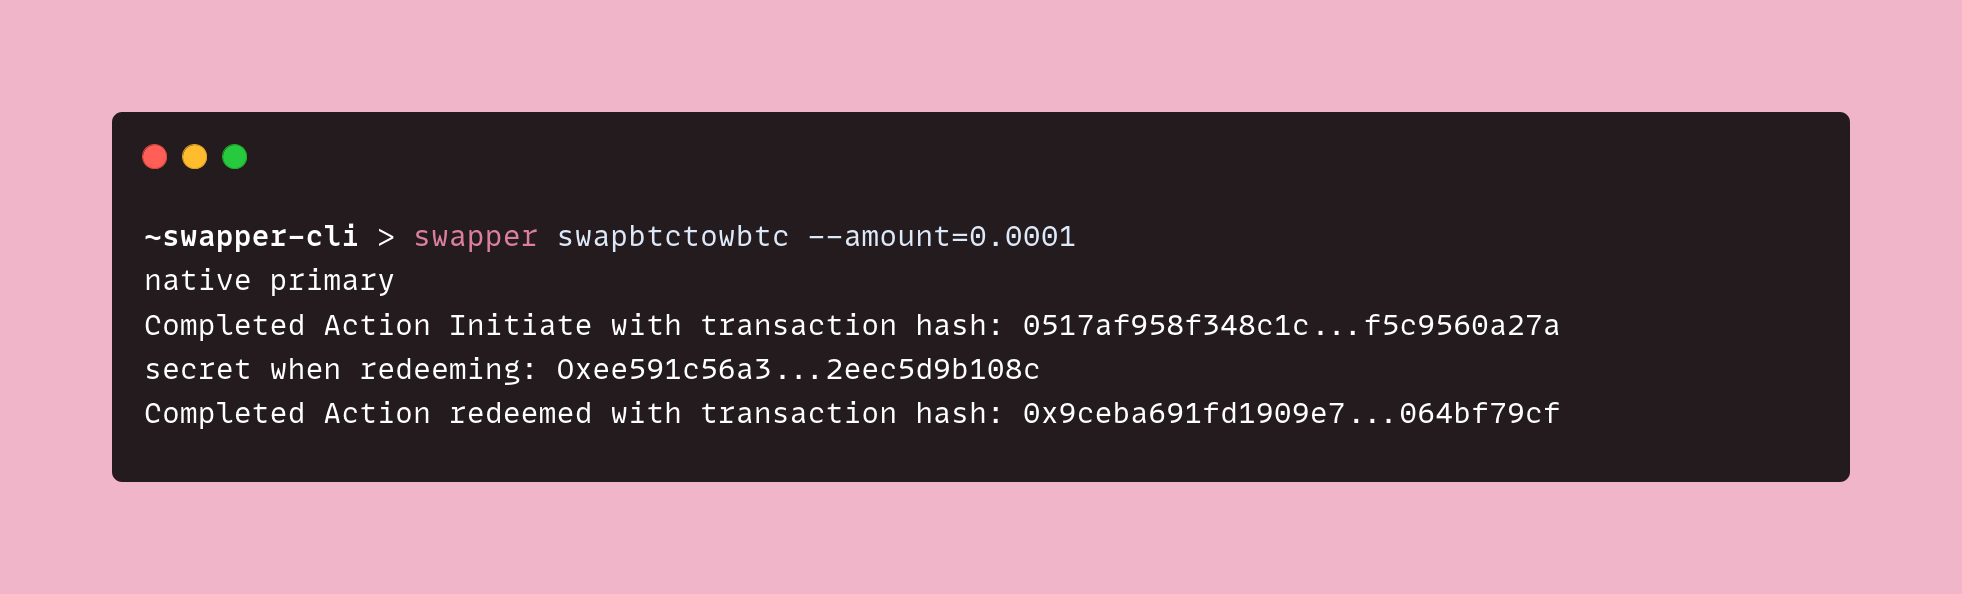 ~swapper-cli > swapper swapbtctowbtc --amount=0.0001
native primary
Completed Action Initiate with transaction hash: 0517af958f348c1c...f5c9560a27a
secret when redeeming: 0xee591c56a3...2eec5d9b108c
Completed Action redeemed with transaction hash: 0x9ceba691fd1909e7...064bf79cf